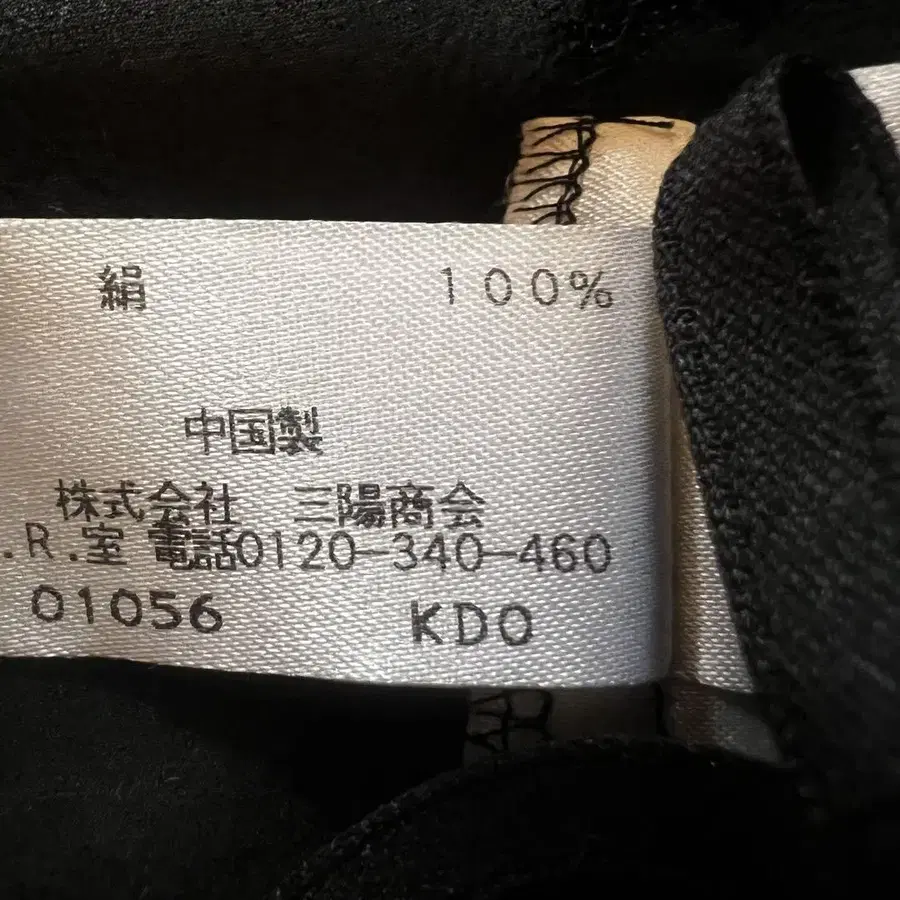 絹 100%
中国製
株式会社 三陽商会
.R.室 電話0120-340-460
01056 KDO